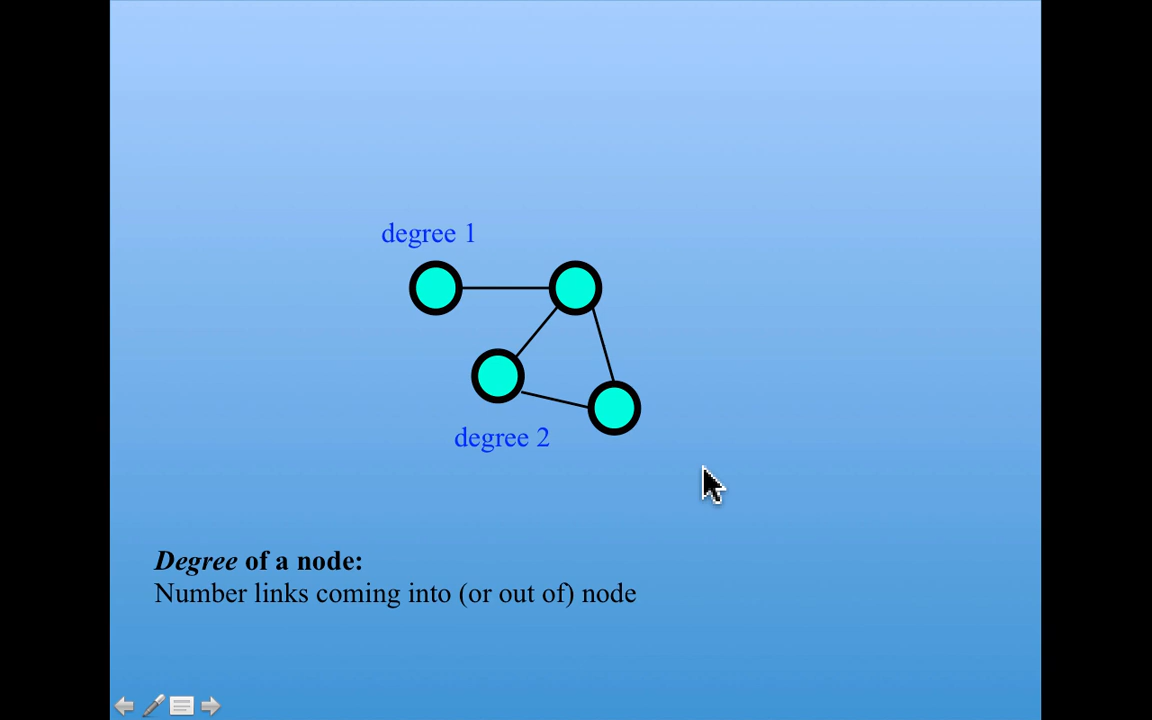 degree 1
degree 2
Degree of a node:
Number links coming into (or out of) node